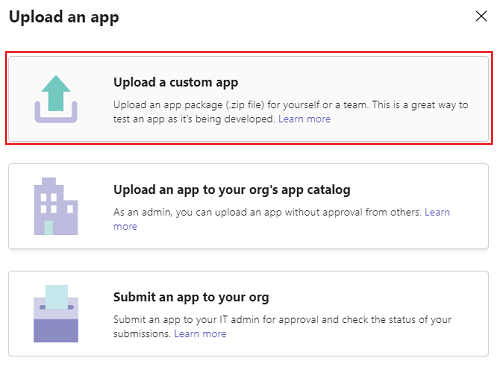 Upload an app
Upload a custom app
Upload an app package (.zip file) for yourself or a team. This is a great way to
test an app as it's being developed. Learn more
Upload an app to your org's app catalog
As an admin, you can upload an app without approval from others. Learn
more
Submit an app to your org
Submit an app to your IT admin for approval and check the status of your
submissions. Learn more